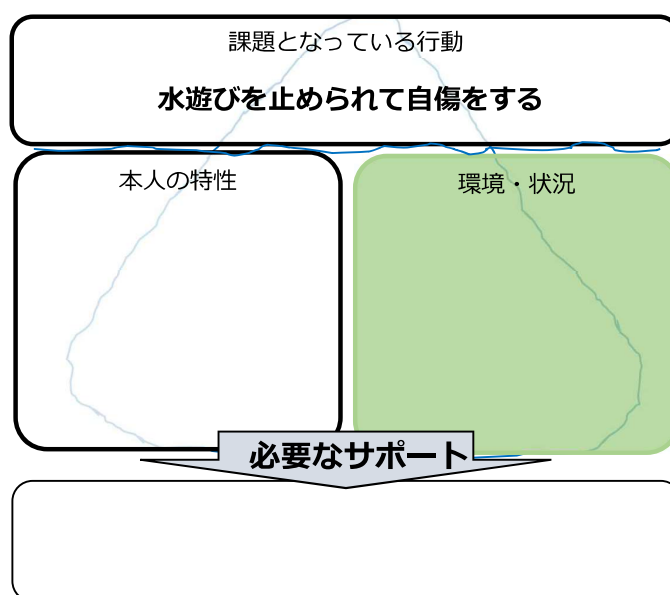 課題となっている行動
水遊びを止められて自傷をする
本人の特性
環境・状況
必要なサポート